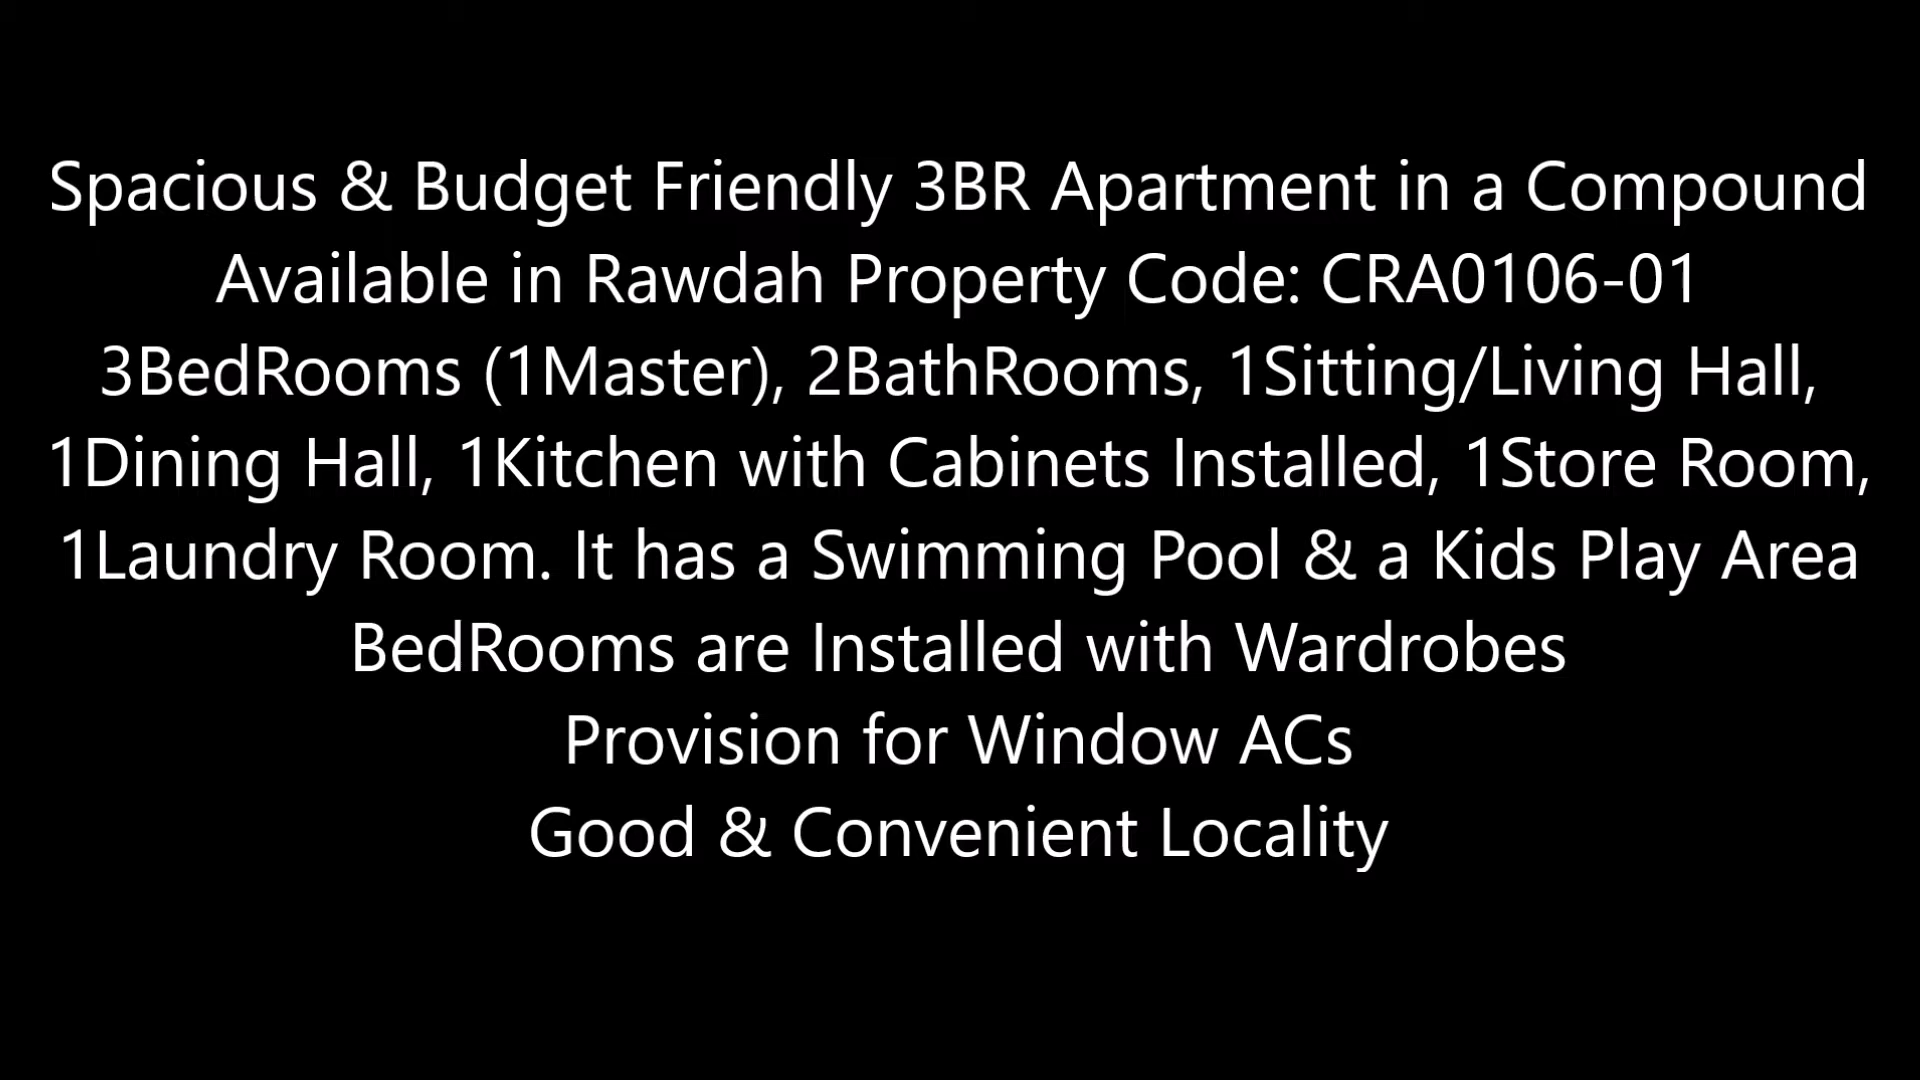 Spacious & Budget Friendly 3BR Apartment in a Compound
Available in Rawdah Property Code: CRA0106-01
3BedRooms (1Master), 2BathRooms, 1Sitting/Living Hall,
1Dining Hall, 1Kitchen with Cabinets Installed, 1Store Room,
1Laundry Room. It has a Swimming Pool & a Kids Play Area
BedRooms are Installed with Wardrobes
Provision for Window ACs
Good & Convenient Locality